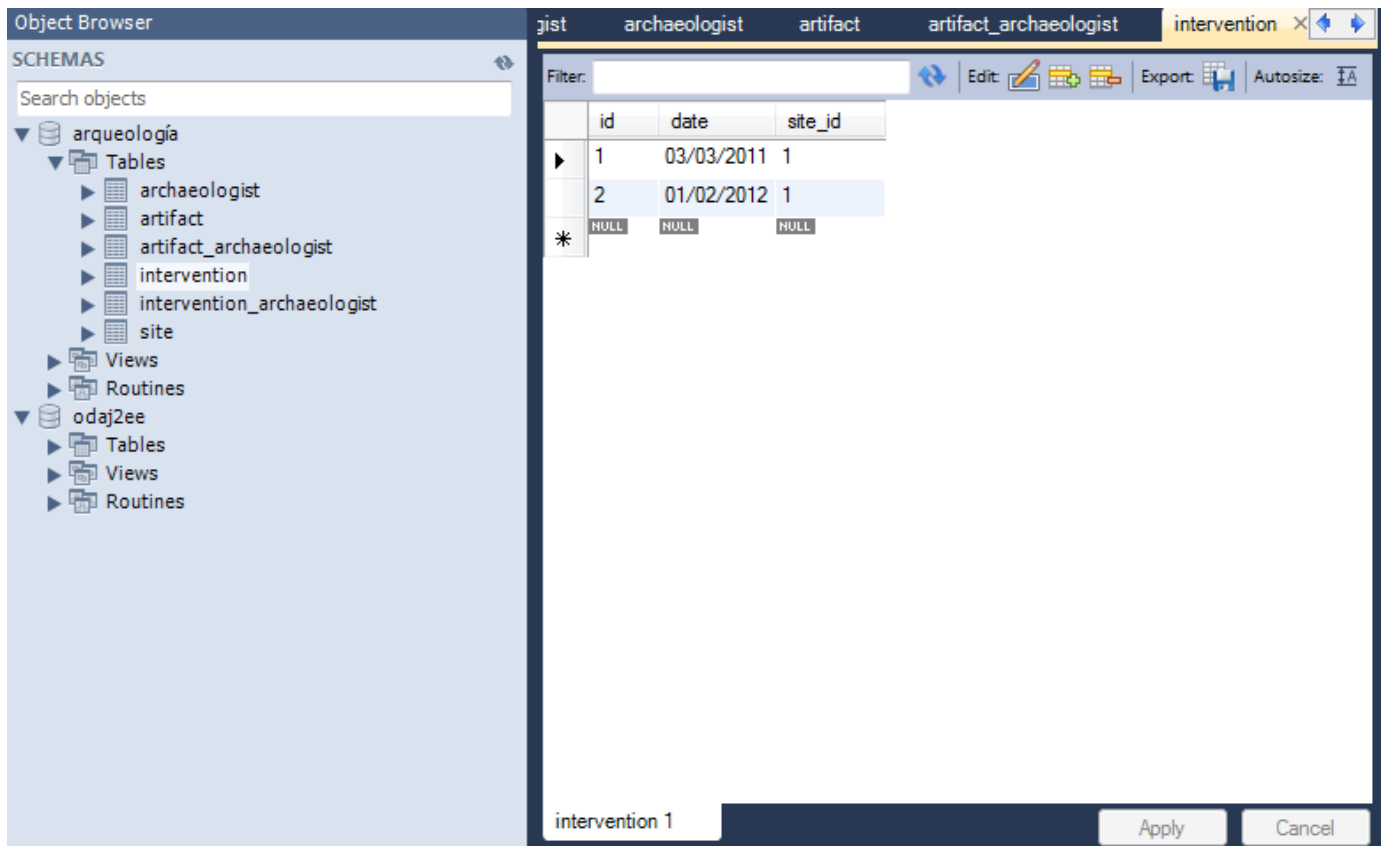 Object Browser
SCHEMAS
Search objects
arqueología
Tables
archaeologist
artifact
artifact_archaeologist
intervention
intervention_archaeologist
site
Views
Routines
odaj2ee
Tables
Views
Routines
gist archaeologist artifact artifact_archaeologist intervention
Filter: Edit: Export: Autosize:
id date site_id
1 03/03/2011 1
2 01/02/2012 1
NULL NULL NULL
intervention 1
Apply Cancel